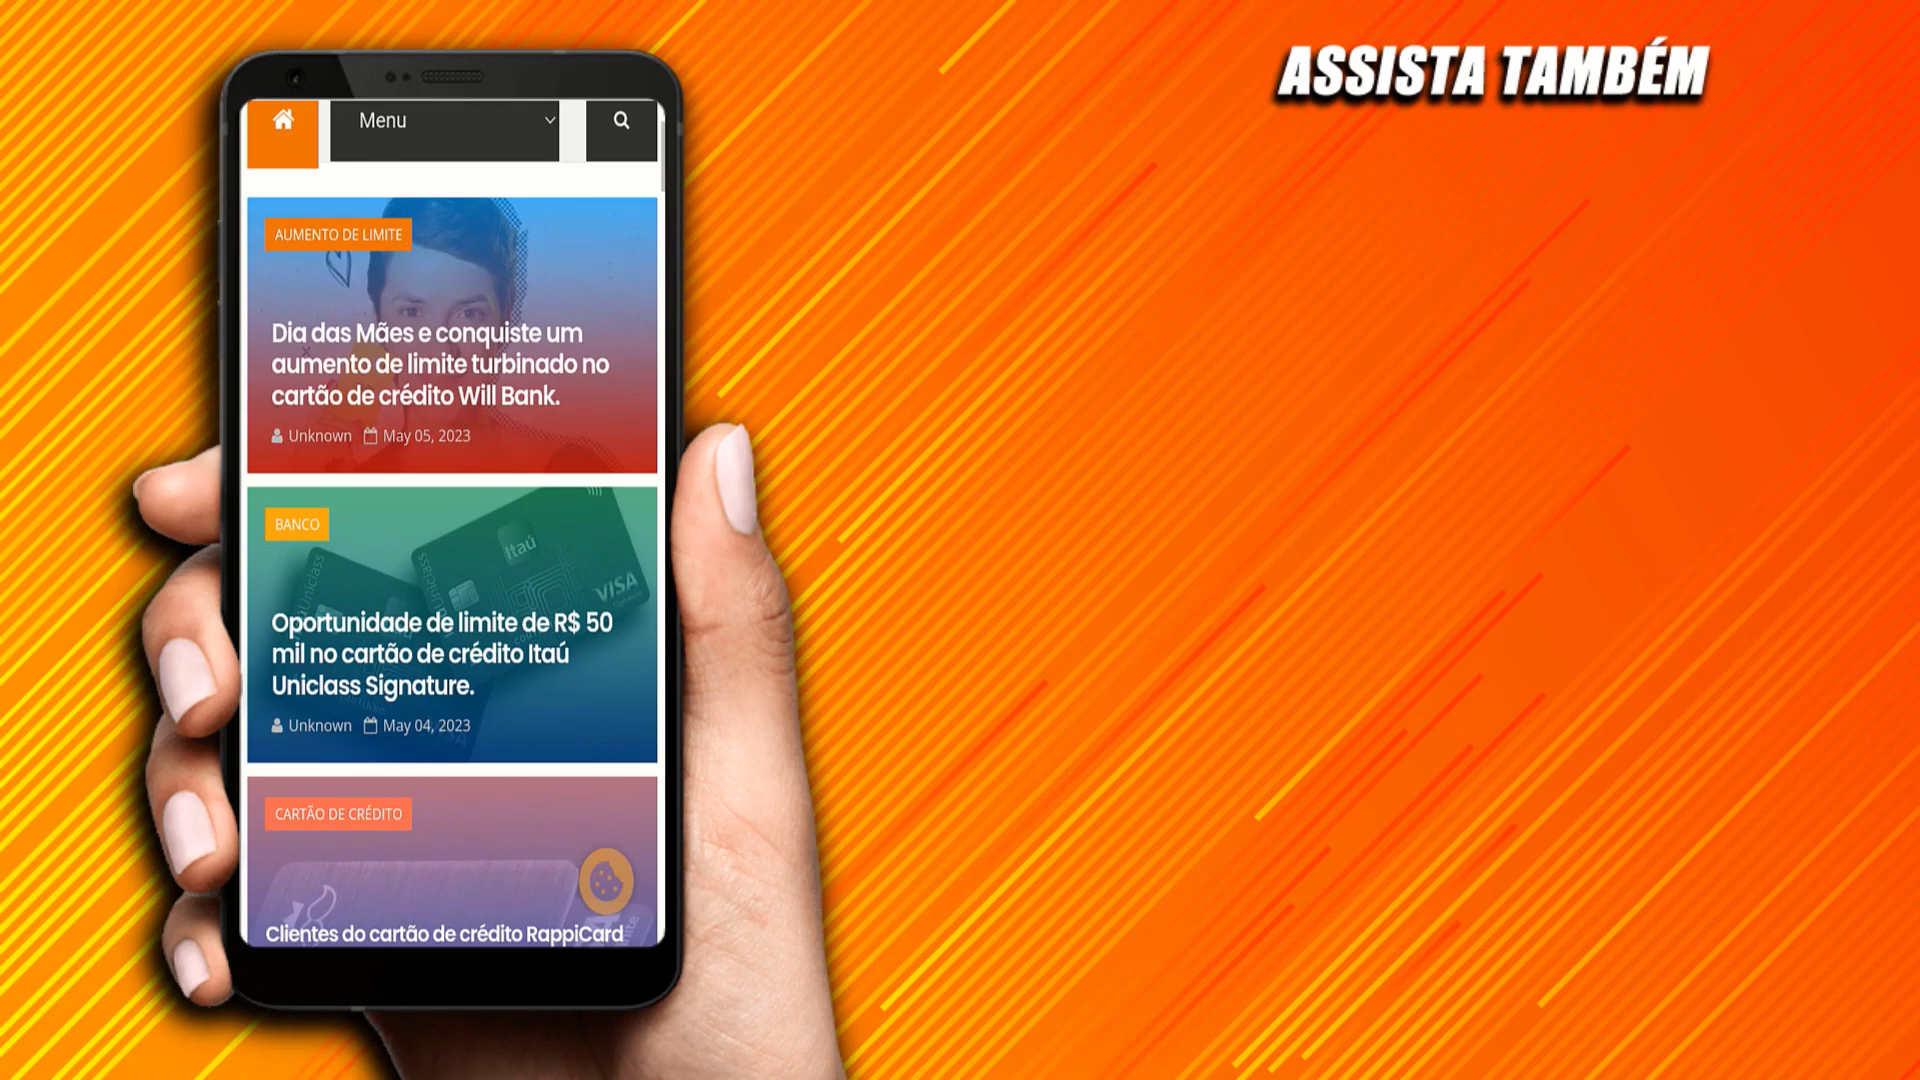 ASSISTA TAMBÉM
Menu
AUMENTO DE LIMITE
Dia das Mães e conquiste um
aumento de limite turbinado no
cartão de crédito Will Bank.
Unknown May 05, 2023
BANCO
Itaú
Uniclass
Uniclass
VISA
Oportunidade de limite de R$ 50
mil no cartão de crédito Itaú
Uniclass Signature.
Unknown May 04, 2023
CARTÃO DE CRÉDITO
Clientes do cartão de crédito RappiCard